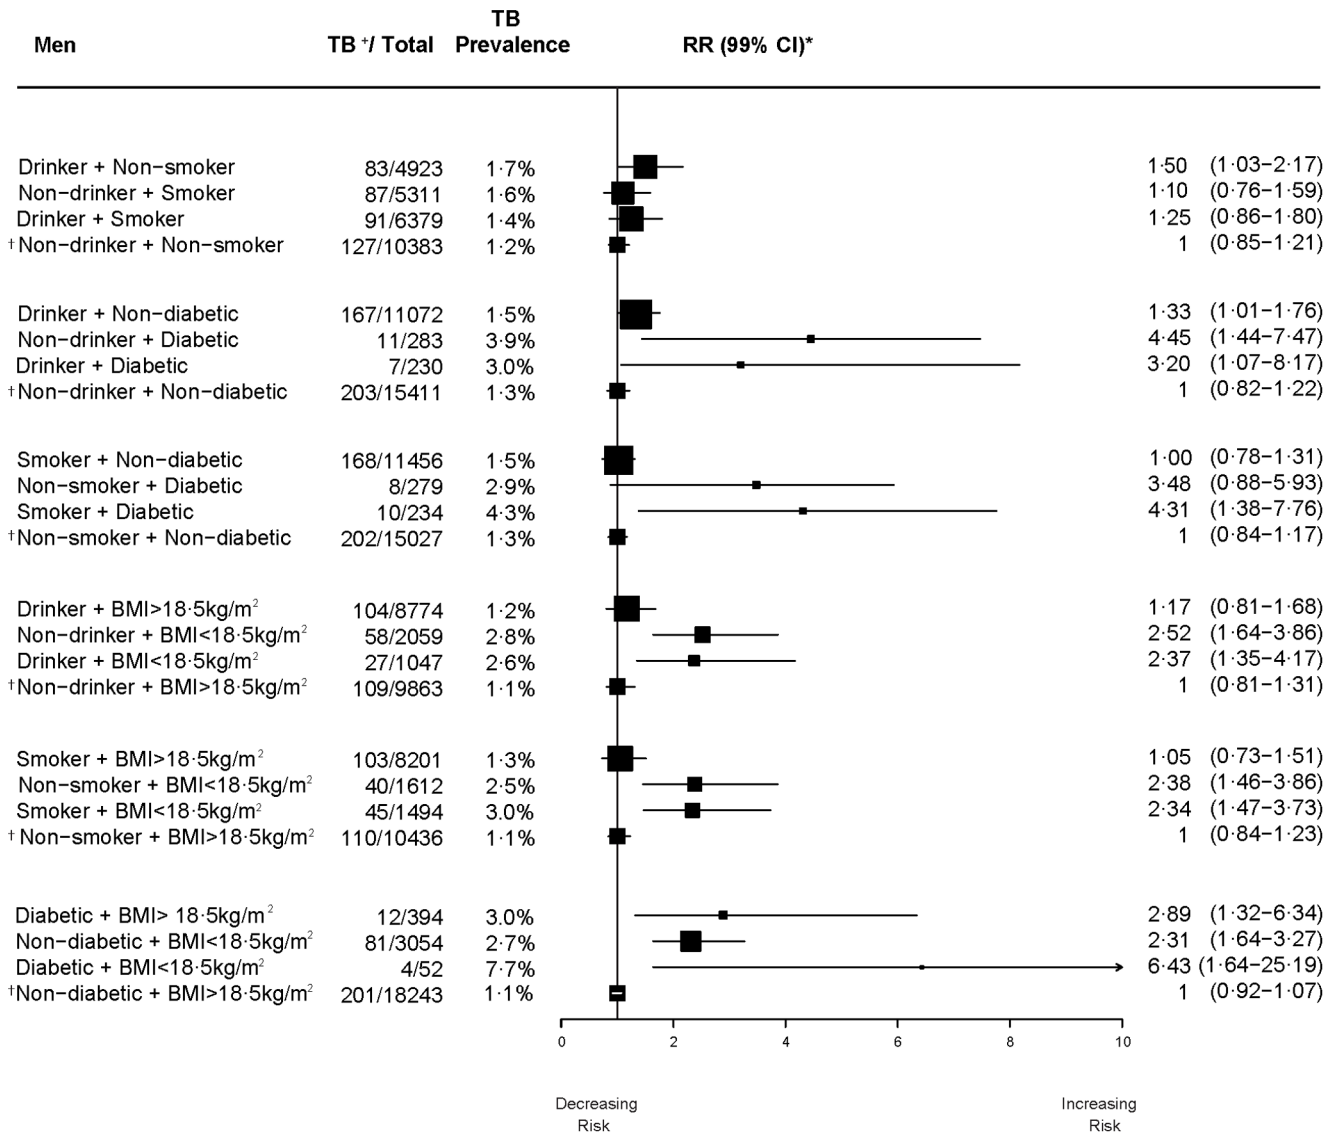 Men TB +/ Total TB Prevalence RR (99% CI)*
Drinker + Non−smoker 83/4923 1·7% 1·50 (1·03−2·17)
Non−drinker + Smoker 87/5311 1·6% 1·10 (0·76−1·59)
Drinker + Smoker 91/6379 1·4% 1·25 (0·86−1·80)
†Non−drinker + Non−smoker 127/10383 1·2% 1 (0·85−1·21)
Drinker + Non−diabetic 167/11072 1·5% 1·33 (1·01−1·76)
Non−drinker + Diabetic 11/283 3·9% 4·45 (1·44−7·47)
Drinker + Diabetic 7/230 3.0% 3·20 (1·07−8·17)
†Non−drinker + Non−diabetic 203/15411 1·3% 1 (0·82−1·22)
Smoker + Non−diabetic 168/11456 1·5% 1·00 (0·78−1·31)
Non−smoker + Diabetic 8/279 2·9% 3·48 (0·88−5·93)
Smoker + Diabetic 10/234 4·3% 4·31 (1·38−7·76)
†Non−smoker + Non−diabetic 202/15027 1·3% 1 (0·84−1·17)
Drinker + BMI>18·5kg/m² 104/8774 1·2% 1·17 (0·81−1·68)
Non−drinker + BMI<18·5kg/m² 58/2059 2·8% 2·52 (1·64−3·86)
Drinker + BMI<18·5kg/m² 27/1047 2·6% 2·37 (1·35−4·17)
†Non−drinker + BMI>18·5kg/m² 109/9863 1·1% 1 (0·81−1·31)
Smoker + BMI>18·5kg/m² 103/8201 1·3% 1·05 (0·73−1·51)
Non−smoker + BMI<18·5kg/m² 40/1612 2·5% 2·38 (1·46−3·86)
Smoker + BMI<18·5kg/m² 45/1494 3.0% 2·34 (1·47−3·73)
† Non−smoker + BMI>18·5kg/m² 110/10436 1·1% 1 (0·84−1·23)
Diabetic + BMI> 18·5kg/m² 12/394 3.0% 2·89 (1·32−6·34)
Non−diabetic + BMI<18·5kg/m² 81/3054 2·7% 2·31 (1·64−3·27)
Diabetic + BMI<18·5kg/m² 4/52 7·7% 6·43 (1·64−25·19)
†Non−diabetic + BMI>18·5kg/m² 201/18243 1·1% 1 (0·92−1·07)
0 2 4 6 8 10
Decreasing Increasing
Risk Risk